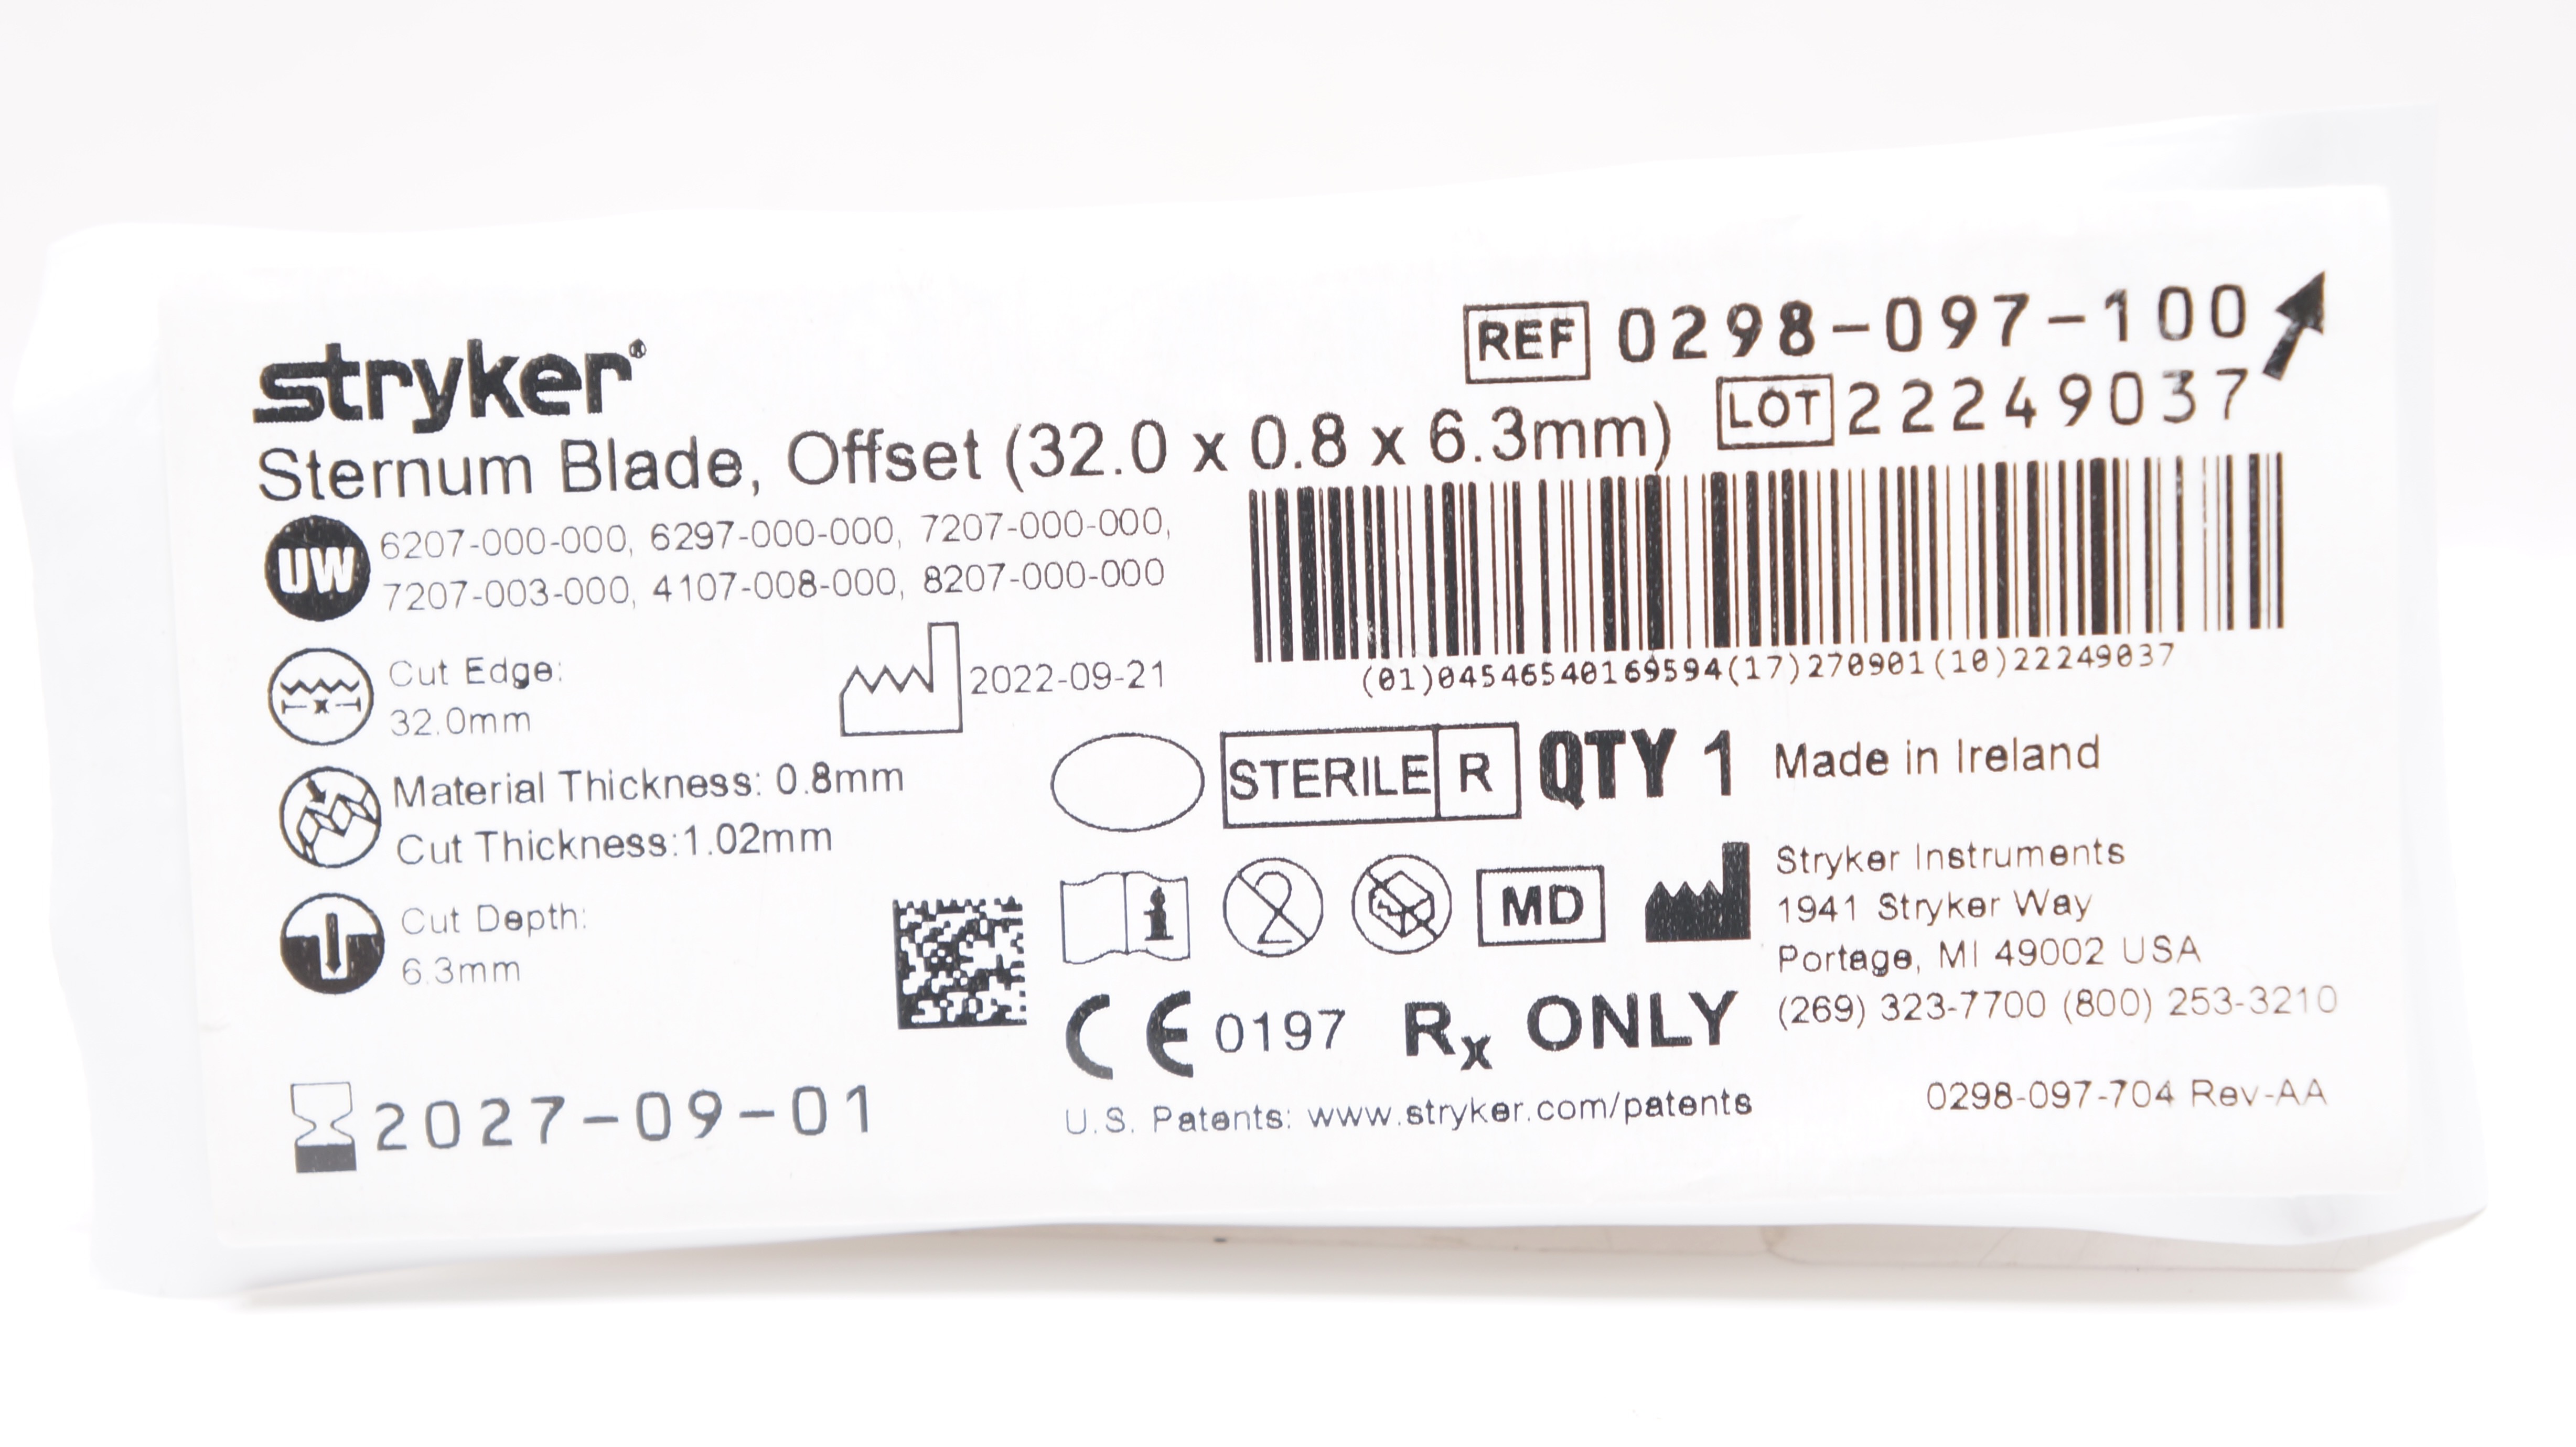 stryker®
REF 0298-097-100
LOT 22249037
Sternum Blade, Offset (32.0 x 0.8 x 6.3mm)
UW 6207-000-000, 6297-000-000, 7207-000-000,
7207-003-000, 4107-008-000, 8207-000-000
(01)04546540169594(17)270901(10)22249037
Cut Edge:
32.0mm
x
2022-09-21
Material Thickness: 0.8mm
Cut Thickness:1.02mm
Cut Depth:
6.3mm
2027-09-01
STERILE R QTY 1 Made in Ireland
i 2 MD
Stryker Instruments
1941 Stryker Way
Portage, MI 49002 USA
(269) 323-7700 (800) 253-3210
CE 0197 Rx ONLY
U.S. Patents: www.stryker.com/patents
0298-097-704 Rev-AA